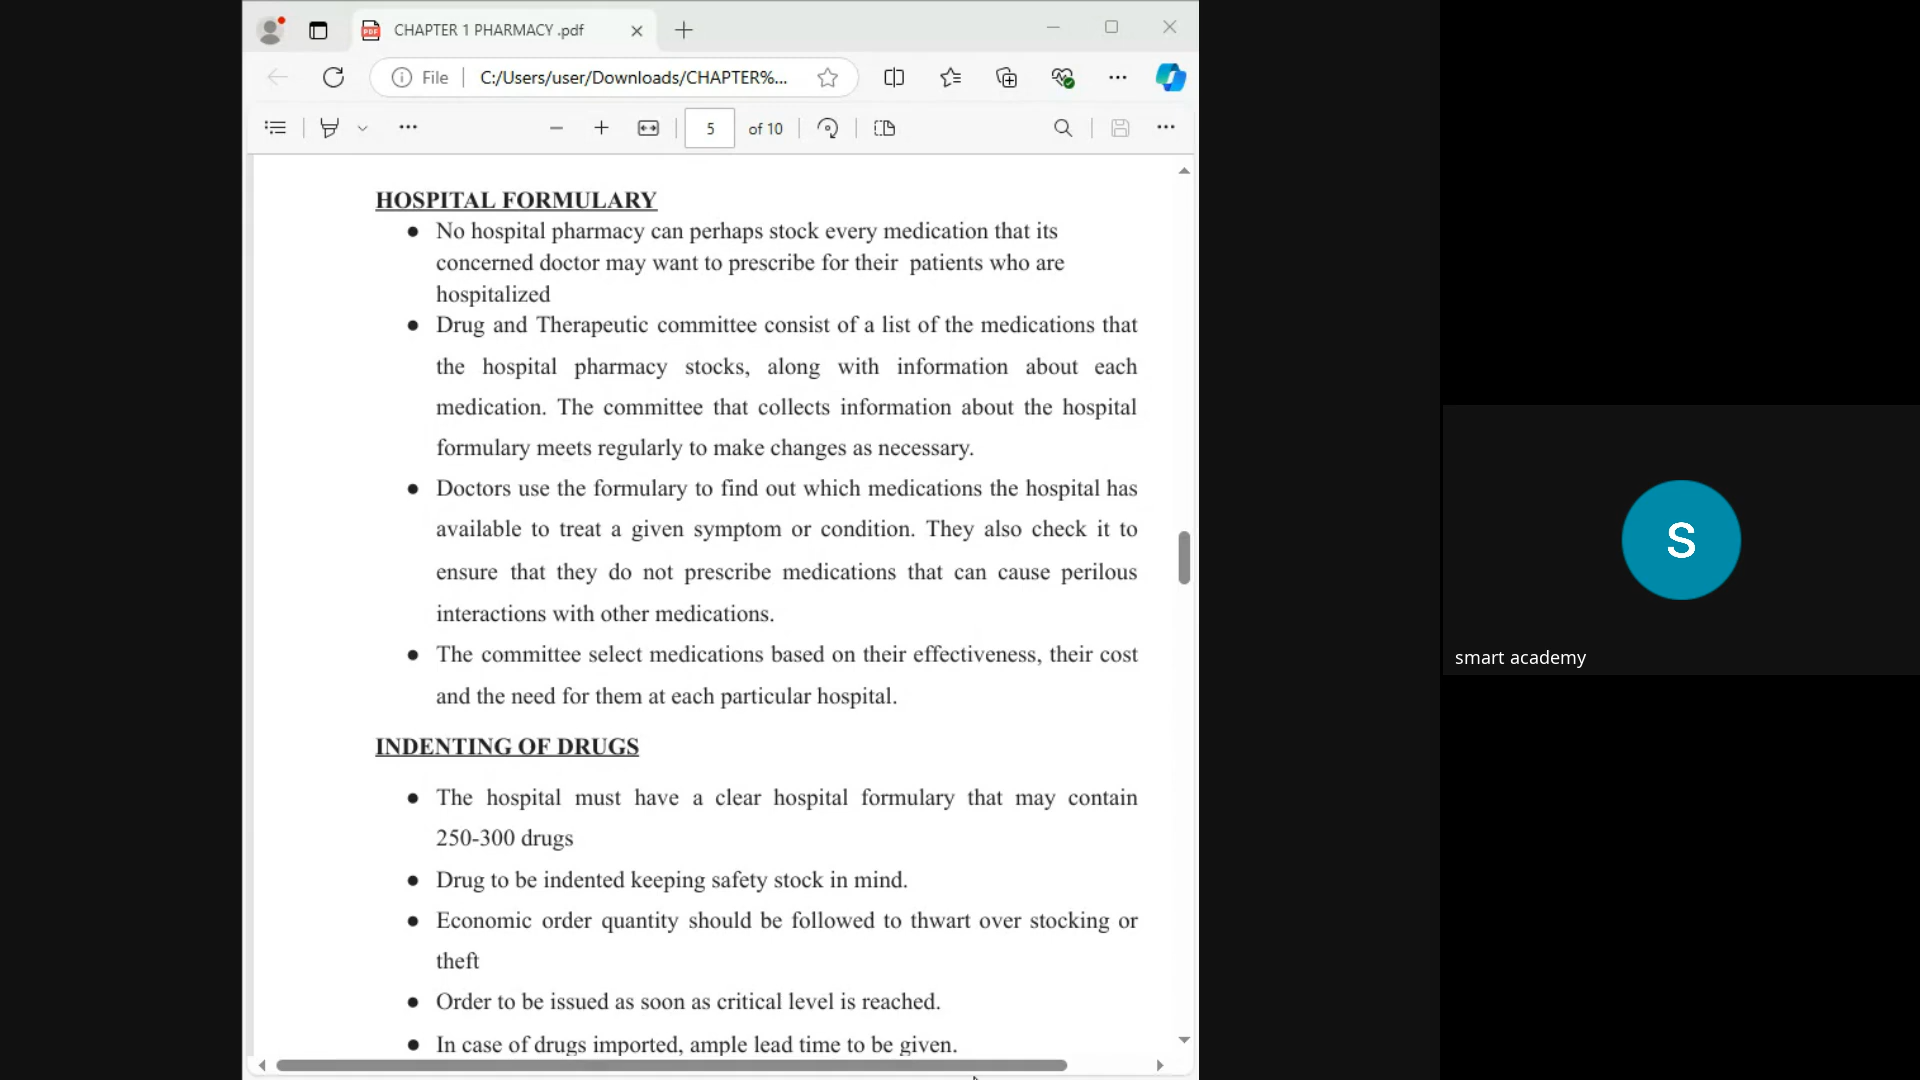 CHAPTER 1 PHARMACY .pdf
File
C:/Users/user/Downloads/CHAPTER%...
5 of 10
HOSPITAL FORMULARY
● No hospital pharmacy can perhaps stock every medication that its
concerned doctor may want to prescribe for their patients who are
hospitalized
● Drug and Therapeutic committee consist of a list of the medications that
the hospital pharmacy stocks, along with information about each
medication. The committee that collects information about the hospital
formulary meets regularly to make changes as necessary.
● Doctors use the formulary to find out which medications the hospital has
available to treat a given symptom or condition. They also check it to
ensure that they do not prescribe medications that can cause perilous
interactions with other medications.
● The committee select medications based on their effectiveness, their cost
and the need for them at each particular hospital.
INDENTING OF DRUGS
● The hospital must have a clear hospital formulary that may contain
250-300 drugs
● Drug to be indented keeping safety stock in mind.
● Economic order quantity should be followed to thwart over stocking or
theft
● Order to be issued as soon as critical level is reached.
● In case of drugs imported, ample lead time to be given.
S
smart academy